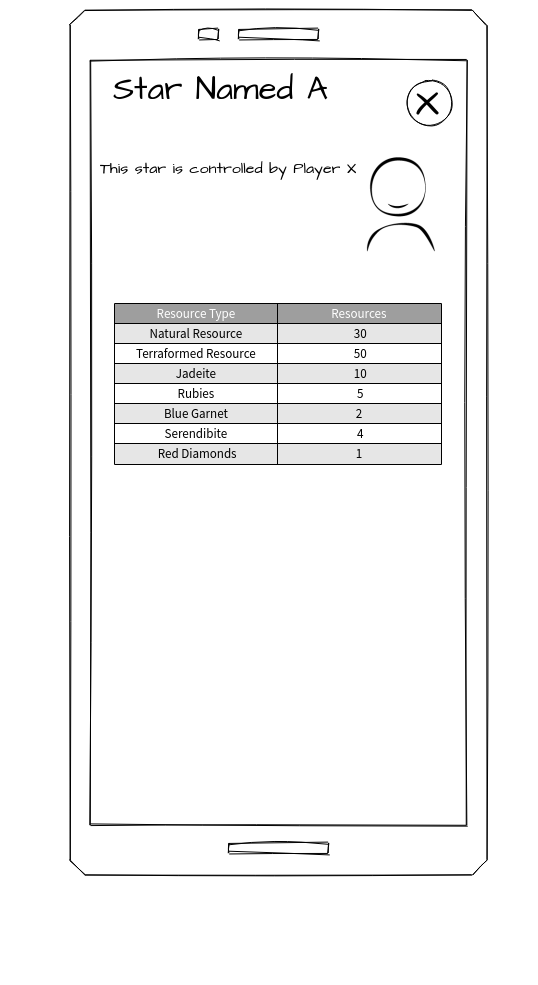 Star Named A
This star is controlled by Player X
Resource Type Resources
Natural Resource 30
Terraformed Resource 50
Jadeite 10
Rubies 5
Blue Garnet 2
Serendibite 4
Red Diamonds 1